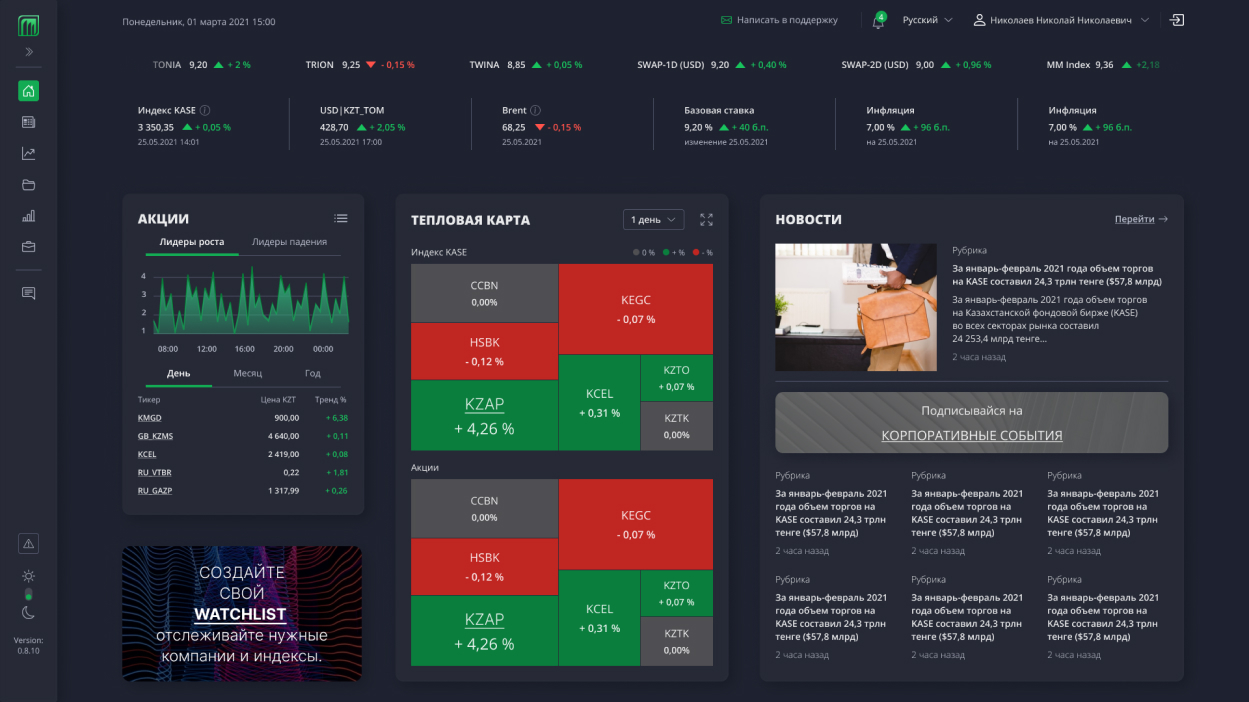 Понедельник, 01 марта 2021 15:00
Написать в поддержку
4
Русский
Николаев Николай Николаевич
TONIA 9,20 + 2 %
TRION 9,25 - 0,15 %
TWINA 8,85 + 0,05 %
SWAP-1D (USD) 9,20 + 0,40 %
SWAP-2D (USD) 9,00 + 0,96 %
MM Index 9,36 +2,18
Индекс KASE
3 350,35 + 0,05 %
25.05.2021 14:01
USD|KZT_TOM
428,70 + 2,05 %
25.05.2021 17:00
Brent
68,25 - 0,15 %
25.05.2021
Базовая ставка
9,20 % + 40 б.п.
изменение 25.05.2021
Инфляция
7,00 % + 96 б.п.
на 25.05.2021
Инфляция
7,00 % + 96 б.п.
на 25.05.2021
АКЦИИ
Лидеры роста Лидеры падения
4
3
2
1
08:00 12:00 16:00 20:00 00:00
День Месяц Год
Тикер Цена KZT Тренд %
KMGD 900,00 + 6,38
GB_KZMS 4 640,00 + 0,11
KCEL 2 419,00 + 0,08
RU_VTBR 0,22 + 1,81
RU_GAZP 1 317,99 + 0,26
СОЗДАЙТЕ
СВОЙ
WATCHLIST
отслеживайте нужные
компании и индексы.
ТЕПЛОВАЯ КАРТА
1 день
Индекс KASE
0 % + % - %
CCBN
0,00%
HSBK
- 0,12 %
KZAP
+ 4,26 %
KEGC
- 0,07 %
KCEL
+ 0,31 %
KZTO
+ 0,07 %
KZTK
0,00%
Акции
CCBN
0,00%
HSBK
- 0,12 %
KZAP
+ 4,26 %
KEGC
- 0,07 %
KCEL
+ 0,31 %
KZTO
+ 0,07 %
KZTK
0,00%
НОВОСТИ
Перейти
Рубрика
За январь-февраль 2021 года объем торгов
на KASE составил 24,3 трлн тенге ($57,8 млрд)
За январь-февраль 2021 года объем торгов
на Казахстанской фондовой бирже (KASE)
во всех секторах рынка составил
24 253,4 млрд тенге...
2 часа назад
Подписывайся на
КОРПОРАТИВНЫЕ СОБЫТИЯ
Рубрика
За январь-февраль 2021
года объем торгов на
KASE составил 24,3 трлн
тенге ($57,8 млрд)
2 часа назад
Рубрика
За январь-февраль 2021
года объем торгов на
KASE составил 24,3 трлн
тенге ($57,8 млрд)
2 часа назад
Рубрика
За январь-февраль 2021
года объем торгов на
KASE составил 24,3 трлн
тенге ($57,8 млрд)
2 часа назад
Рубрика
За январь-февраль 2021
года объем торгов на
KASE составил 24,3 трлн
тенге ($57,8 млрд)
2 часа назад
Рубрика
За январь-февраль 2021
года объем торгов на
KASE составил 24,3 трлн
тенге ($57,8 млрд)
2 часа назад
Рубрика
За январь-февраль 2021
года объем торгов на
KASE составил 24,3 трлн
тенге ($57,8 млрд)
2 часа назад
Version:
0.8.10